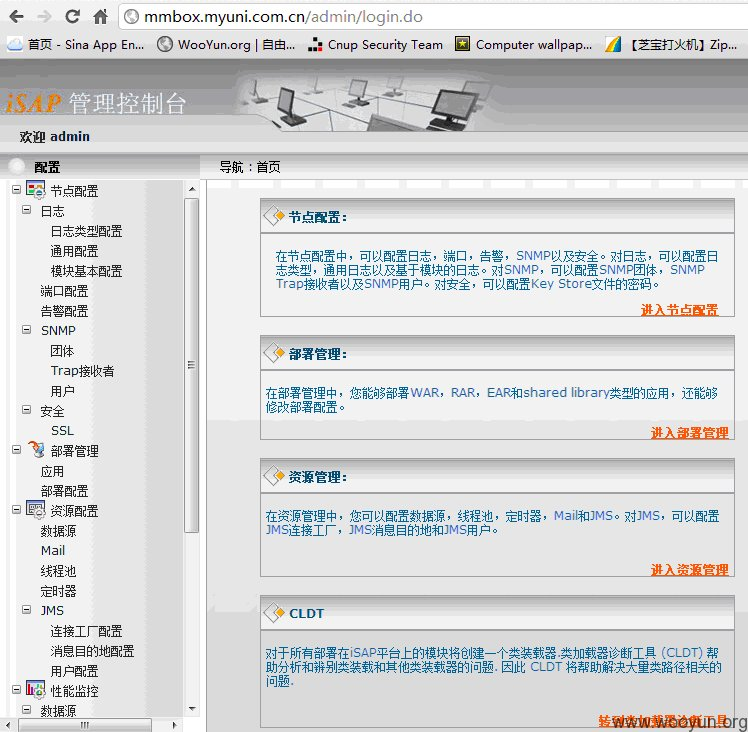 mmbox.myuni.com.cn/admin/login.do
首页 - Sina App En...
WooYun.org | 自由...
Cnup Security Team
Computer wallpap...
【芝宝打火机】Zip...
iSAP 管理控制台
欢迎 admin
配置
导航：首页
节点配置
日志
日志类型配置
通用配置
模块基本配置
端口配置
告警配置
SNMP
团体
Trap接收者
用户
安全
SSL
部署管理
应用
部署配置
资源配置
数据源
Mail
线程池
定时器
JMS
连接工厂配置
消息目的地配置
用户配置
性能监控
数据源
节点配置：
在节点配置中，可以配置日志，端口，告警，SNMP以及安全。对日志，可以配置日
志类型，通用日志以及基于模块的日志。对SNMP，可以配置SNMP团体，SNMP
Trap接收者以及SNMP用户。对安全，可以配置Key Store文件的密码。
进入节点配置
部署管理：
在部署管理中，您能够部署WAR，RAR，EAR和shared library类型的应用，还能够
修改部署配置。
进入部署管理
资源管理：
在资源管理中，您可以配置数据源，线程池，定时器，Mail和JMS。对JMS，可以配置
JMS连接工厂，JMS消息目的地和JMS用户。
进入资源管理
CLDT
对于所有部署在iSAP平台上的模块将创建一个类装载器.类加载器诊断工具 (CLDT) 帮
助分析和辨别类装载和其他类装载器的问题. 因此 CLDT 将帮助解决大量类路径相关的
问题.
转到类加载器诊断工具
www.wooyun.org